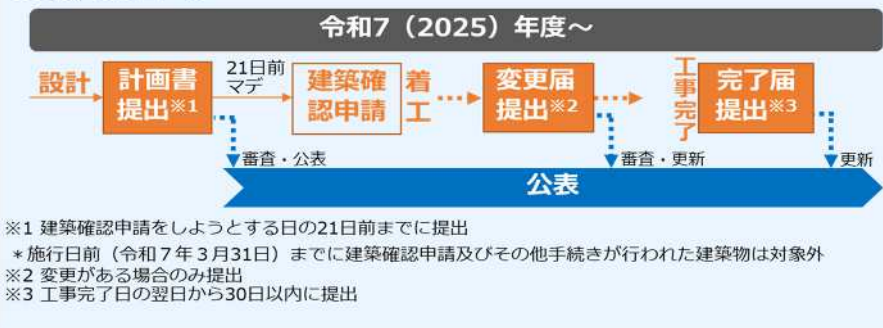 令和7（2025）年度～
設計
計画書
提出※1
21日前
マデ
建築確
認申請
着
工
変更届
提出※2
工
事
完
了
完了届
提出※3
審査・公表
審査・更新
更新
公表
※1 建築確認申請をしようとする日の21日前までに提出
＊施行日前（令和７年３月31日）までに建築確認申請及びその他手続きが行われた建築物は対象外
※2 変更がある場合のみ提出
※3 工事完了日の翌日から30日以内に提出